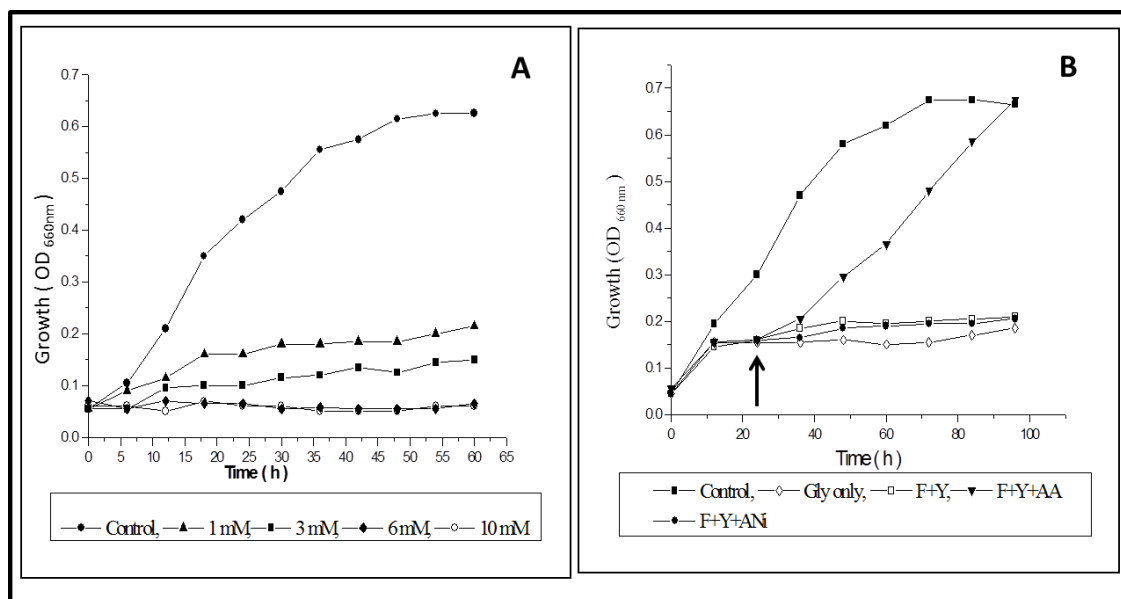 A
0.7
0.6
0.5
0.4
0.3
0.2
0.1
0.0
Growth ( OD 660nm)
0 5 10 15 20 25 30 35 40 45 50 55 60 65
Time ( h )
Control, 1 mM, 3 mM, 6 mM, 10 mM
B
0.7
0.6
0.5
0.4
0.3
0.2
0.1
0.0
Growth ( OD 660 nm)
0 20 40 60 80 100
Time ( h )
Control, Gly only, F+Y, F+Y+AA
F+Y+ANi